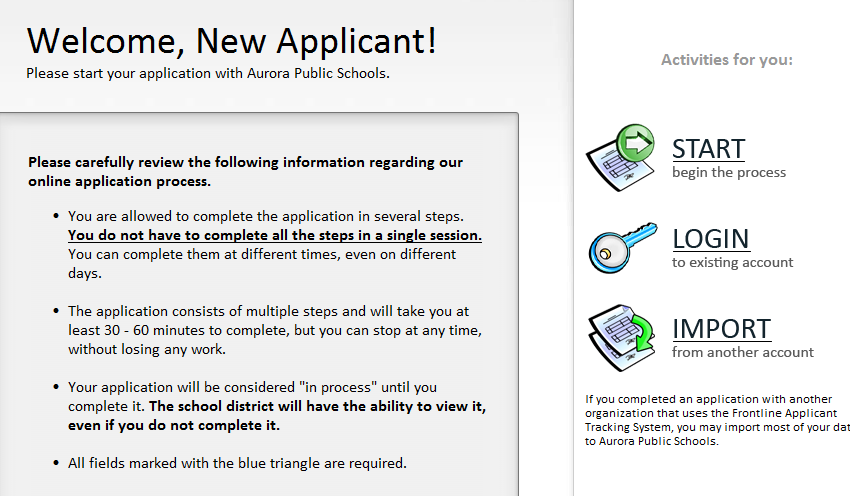 Welcome, New Applicant!
Please start your application with Aurora Public Schools.
Please carefully review the following information regarding our
online application process.
• You are allowed to complete the application in several steps.
You do not have to complete all the steps in a single session.
You can complete them at different times, even on different
days.
• The application consists of multiple steps and will take you at
least 30 - 60 minutes to complete, but you can stop at any time,
without losing any work.
• Your application will be considered "in process" until you
complete it. The school district will have the ability to view it,
even if you do not complete it.
• All fields marked with the blue triangle are required.
Activities for you:
START
begin the process
LOGIN
to existing account
IMPORT
from another account
If you completed an application with another
organization that uses the Frontline Applicant
Tracking System, you may import most of your dat
to Aurora Public Schools.